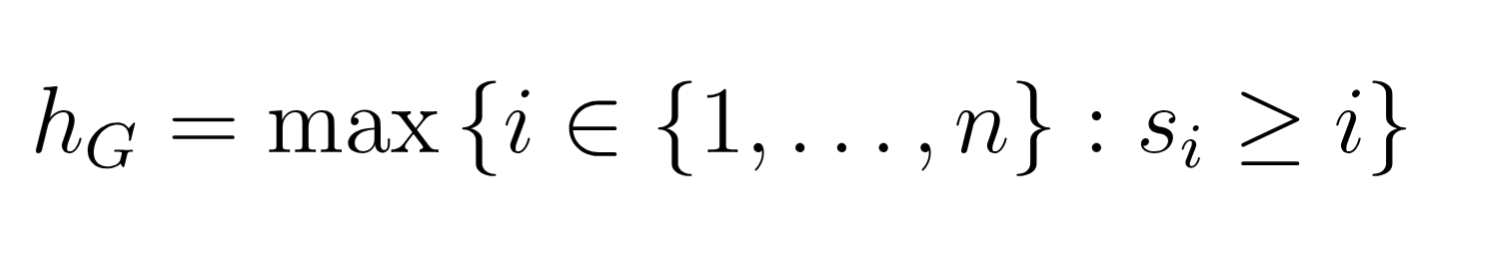 h_G = max {i ∈ {1, . . . , n} : s_i ≥ i}